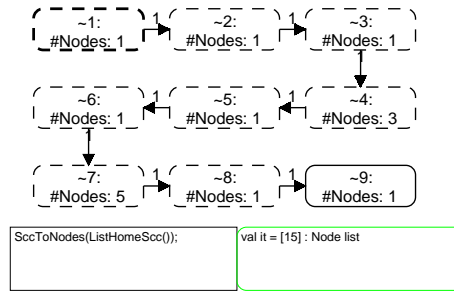 ~1:
#Nodes: 1
1
~2:
#Nodes: 1
1
~3:
#Nodes: 1
1
~6:
#Nodes: 1
1
~5:
#Nodes: 1
1
~4:
#Nodes: 3
1
~7:
#Nodes: 5
1
~8:
#Nodes: 1
1
~9:
#Nodes: 1
SccToNodes(ListHomeScc());
val it = [15] : Node list